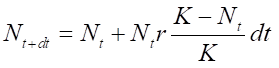 N_{t+dt} = N_t + N_t r \frac{K - N_t}{K} dt